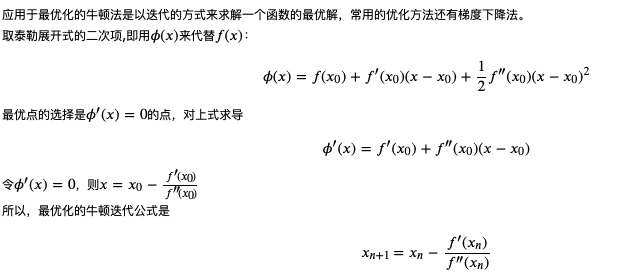 应用于最优化的牛顿法是以迭代的方式来求解一个函数的最优解，常用的优化方法还有梯度下降法。
取泰勒展开式的二次项,即用ϕ(x)来代替f(x)：
ϕ(x) = f(x₀) + f′(x₀)(x − x₀) + \frac{1}{2} f″(x₀)(x − x₀)²
最优点的选择是ϕ′(x) = 0的点，对上式求导
ϕ′(x) = f′(x₀) + f″(x₀)(x − x₀)
令ϕ′(x) = 0，则x = x₀ − \frac{f′(x₀)}{f″(x₀)}
所以，最优化的牛顿迭代公式是
xₙ₊₁ = xₙ − \frac{f′(xₙ)}{f″(xₙ)}